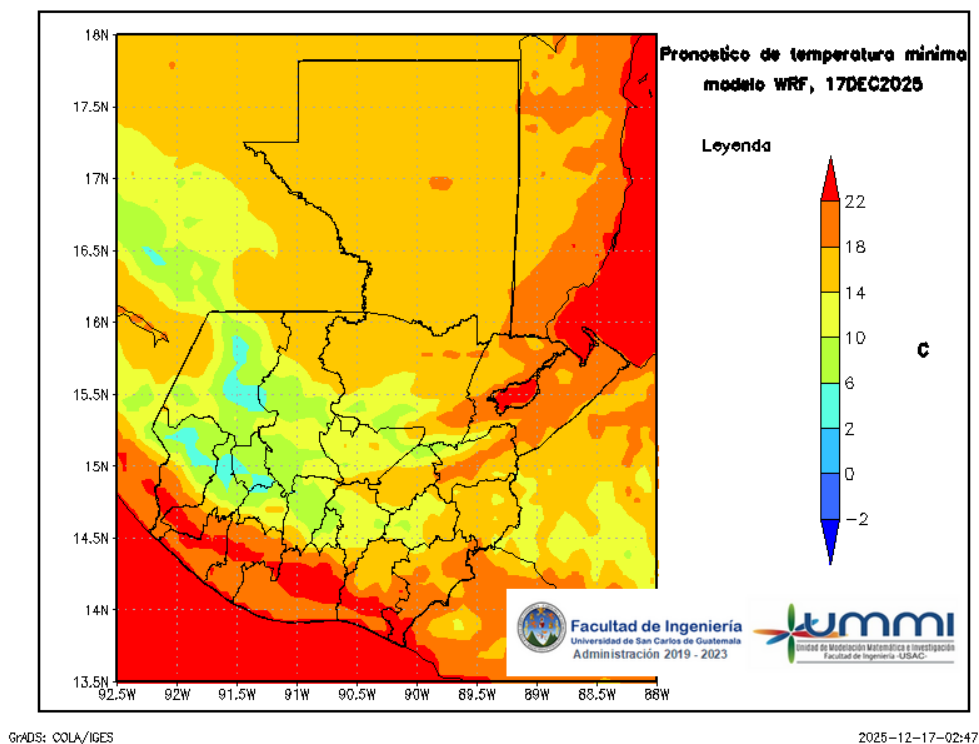 Pronostico de temperatura minima
modelo WRF, 17DEC2025
Leyenda
22
18
14
10
6
2
0
−2
C
18N
17.5N
17N
16.5N
16N
15.5N
15N
14.5N
14N
13.5N
92.5W
92W
91.5W
91W
90.5W
90W
89.5W
89W
88.5W
88W
Facultad de Ingeniería
Universidad de San Carlos de Guatemala
Administración 2019 - 2023
UMMI
Unidad de Modelación Matemática e Investigación
Facultad de Ingeniería -USAC-
GrADS: COLA/IGES
2025-12-17-02:47